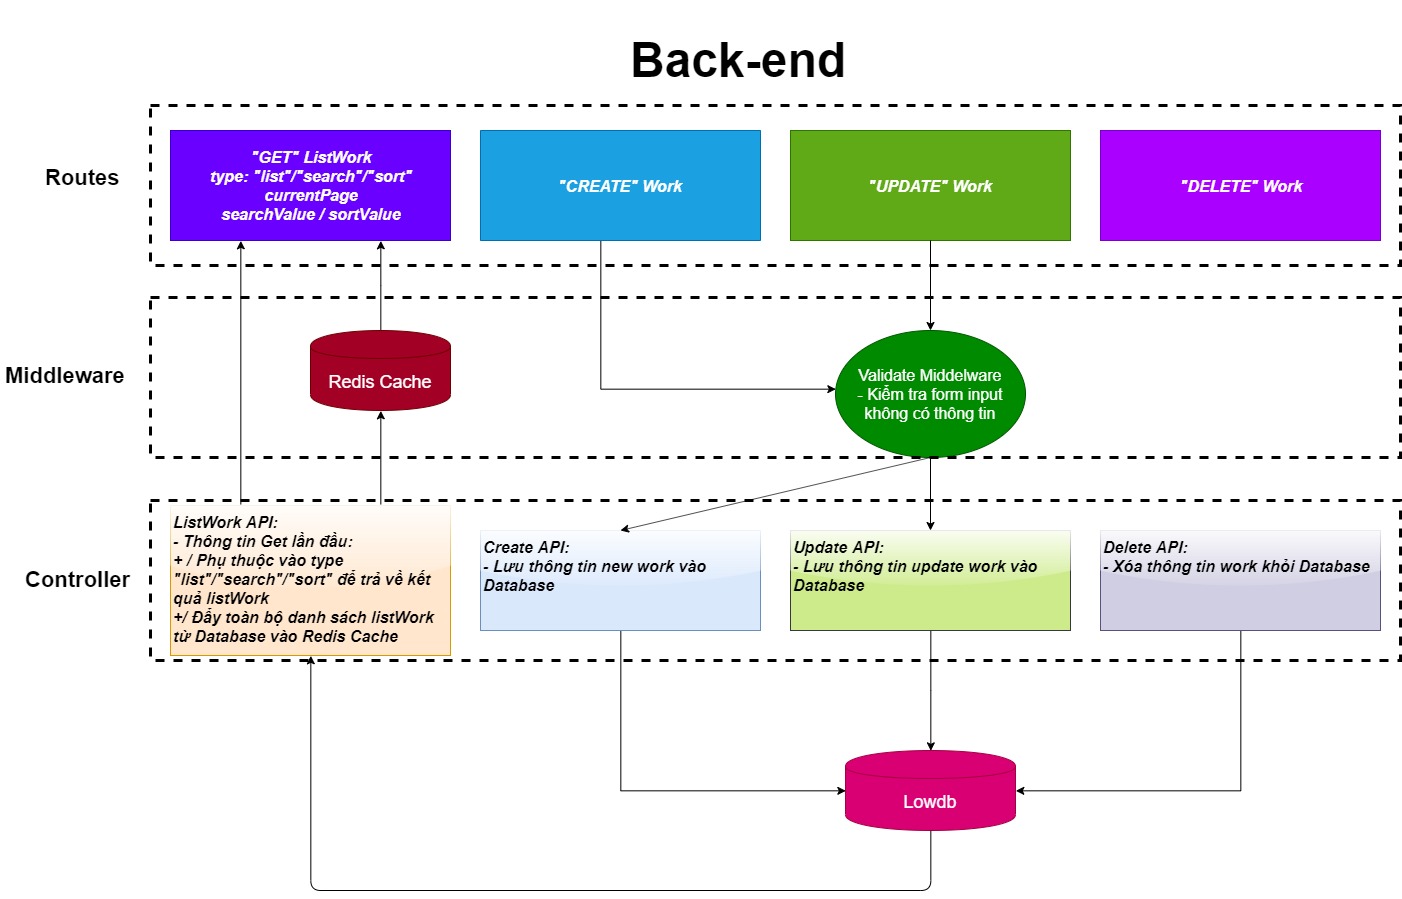 Back-end
Routes
"GET" ListWork
type: "list"/"search"/"sort"
currentPage
searchValue / sortValue
"CREATE" Work
"UPDATE" Work
"DELETE" Work
Middleware
Redis Cache
Validate Middelware
- Kiểm tra form input
không có thông tin
Controller
ListWork API:
- Thông tin Get lần đầu:
+ / Phụ thuộc vào type
"list"/"search"/"sort" để trả về kết
quả listWork
+/ Đẩy toàn bộ danh sách listWork
từ Database vào Redis Cache
Create API:
- Lưu thông tin new work vào
Database
Update API:
- Lưu thông tin update work vào
Database
Delete API:
- Xóa thông tin work khỏi Database
Lowdb